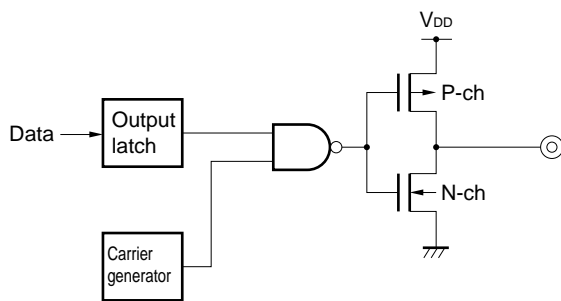 VDD
P-ch
Data
Output
latch
N-ch
Carrier
generator